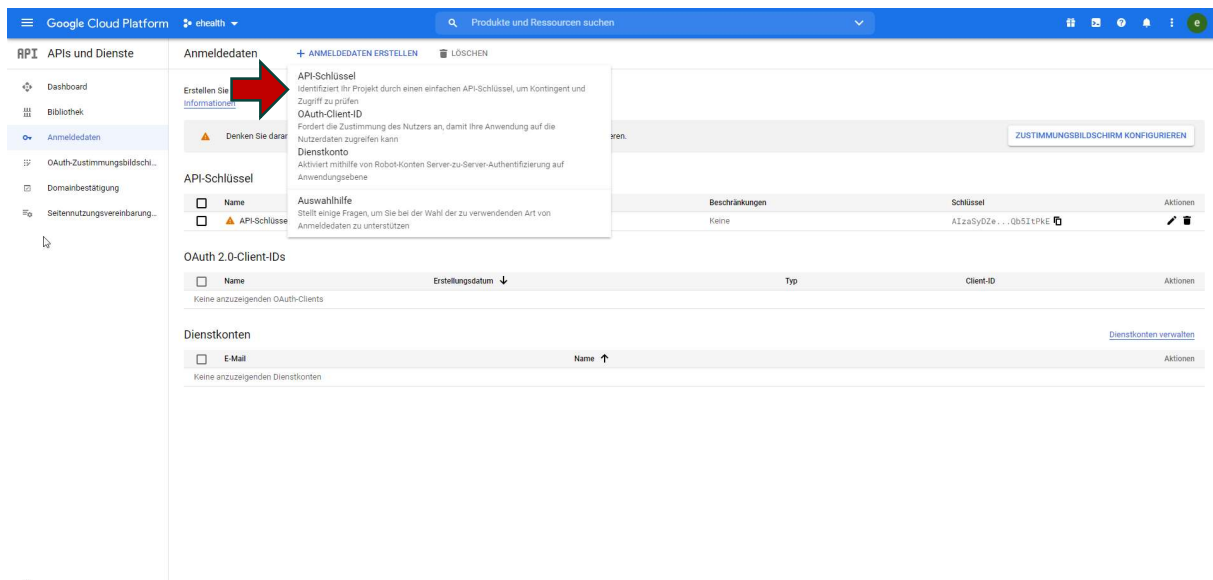 Google Cloud Platform ehealth Produkte und Ressourcen suchen e
API APIs und Dienste
Dashboard
Bibliothek
Anmeldedaten
OAuth-Zustimmungsbildschi...
Domainbestätigung
Seitennutzungsvereinbarung...
Anmeldedaten + ANMELDEDATEN ERSTELLEN LÖSCHEN
Erstellen Sie
Informationen
API-Schlüssel
Identifiziert Ihr Projekt durch einen einfachen API-Schlüssel, um Kontingent und
Zugriff zu prüfen
OAuth-Client-ID
Fordert die Zustimmung des Nutzers an, damit Ihre Anwendung auf die
Nutzerdaten zugreifen kann
Dienstkonto
Aktiviert mithilfe von Robot-Konten Server-zu-Server-Authentifizierung auf
Anwendungsebene
Auswahlhilfe
Stellt einige Fragen, um Sie bei der Wahl der zu verwendenden Art von
Anmeldedaten zu unterstützen
Denken Sie darar eren. ZUSTIMMUNGSBILDSCHIRM KONFIGURIEREN
API-Schlüssel
Name Beschränkungen Schlüssel Aktionen
API-Schlüsse Keine AIzaSyDZe...Qb5ItPkE
OAuth 2.0-Client-IDs
Name Erstellungsdatum Typ Client-ID Aktionen
Keine anzuzeigenden OAuth-Clients
Dienstkonten Dienstkonten verwalten
E-Mail Name Aktionen
Keine anzuzeigenden Dienstkonten